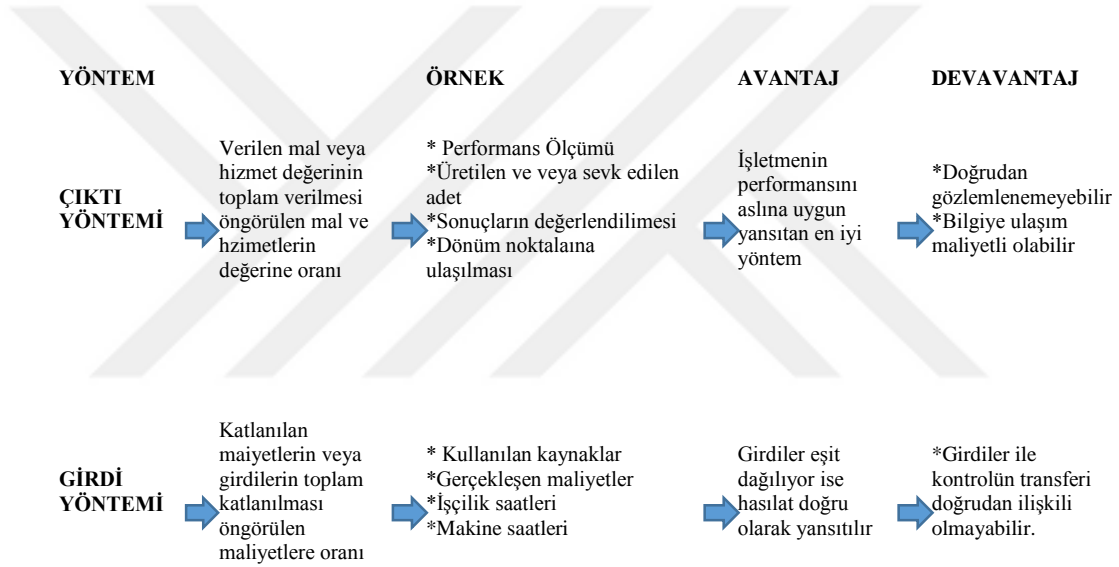 YÖNTEM ÖRNEK AVANTAJ DEVAVANTAJ
ÇIKTI
YÖNTEMİ
Verilen mal veya
hizmet değerinin
toplam verilmesi
öngörülen mal ve
hzimetlerin
değerine oranı
* Performans Ölçümü
*Üretilen ve veya sevk edilen
adet
*Sonuçların değerlendilimesi
*Dönüm noktalaına
ulaşılması
İşletmenin
performansını
aslına uygun
yansıtan en iyi
yöntem
*Doğrudan
gözlemlenemeyebilir
*Bilgiye ulaşım
maliyetli olabilir
GİRDİ
YÖNTEMİ
Katlanılan
maiyetlerin veya
girdilerin toplam
katlanılması
öngörülen
maliyetlere oranı
* Kullanılan kaynaklar
*Gerçekleşen maliyetler
*İşçilik saatleri
*Makine saatleri
Girdiler eşit
dağılıyor ise
hasılat doğru
olarak yansıtılır
*Girdiler ile
kontrolün transferi
doğrudan ilişkili
olmayabilir.